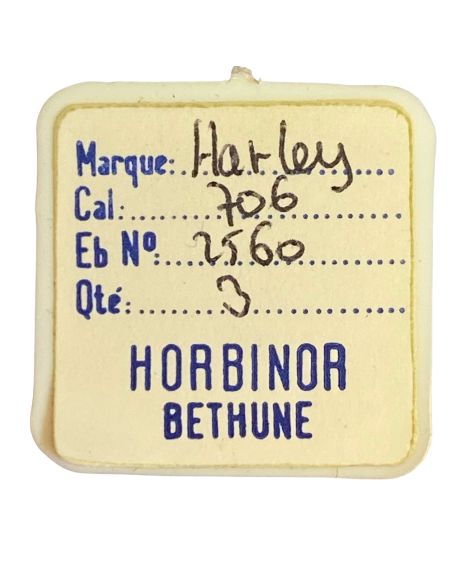 Marque: Harley
Cal: 706
Eb Nº 2560
Qté: 3
HORBINOR
BETHUNE